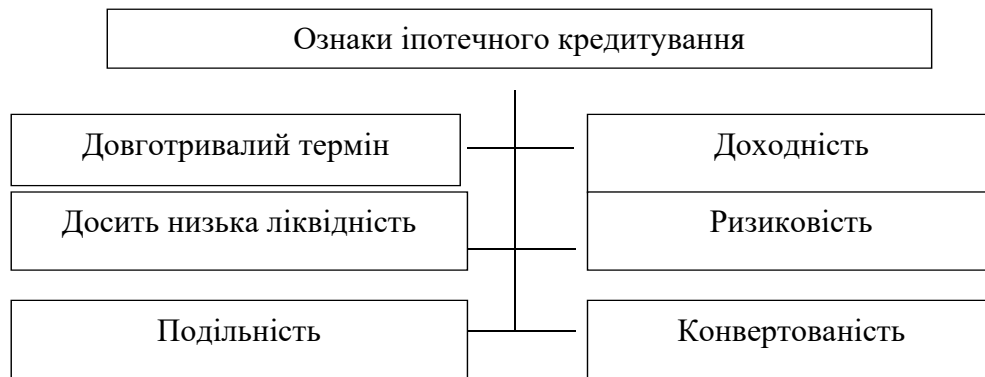 Ознаки іпотечного кредитування
Довготривалий термін
Доходність
Досить низька ліквідність
Ризиковість
Подільність
Конвертованість